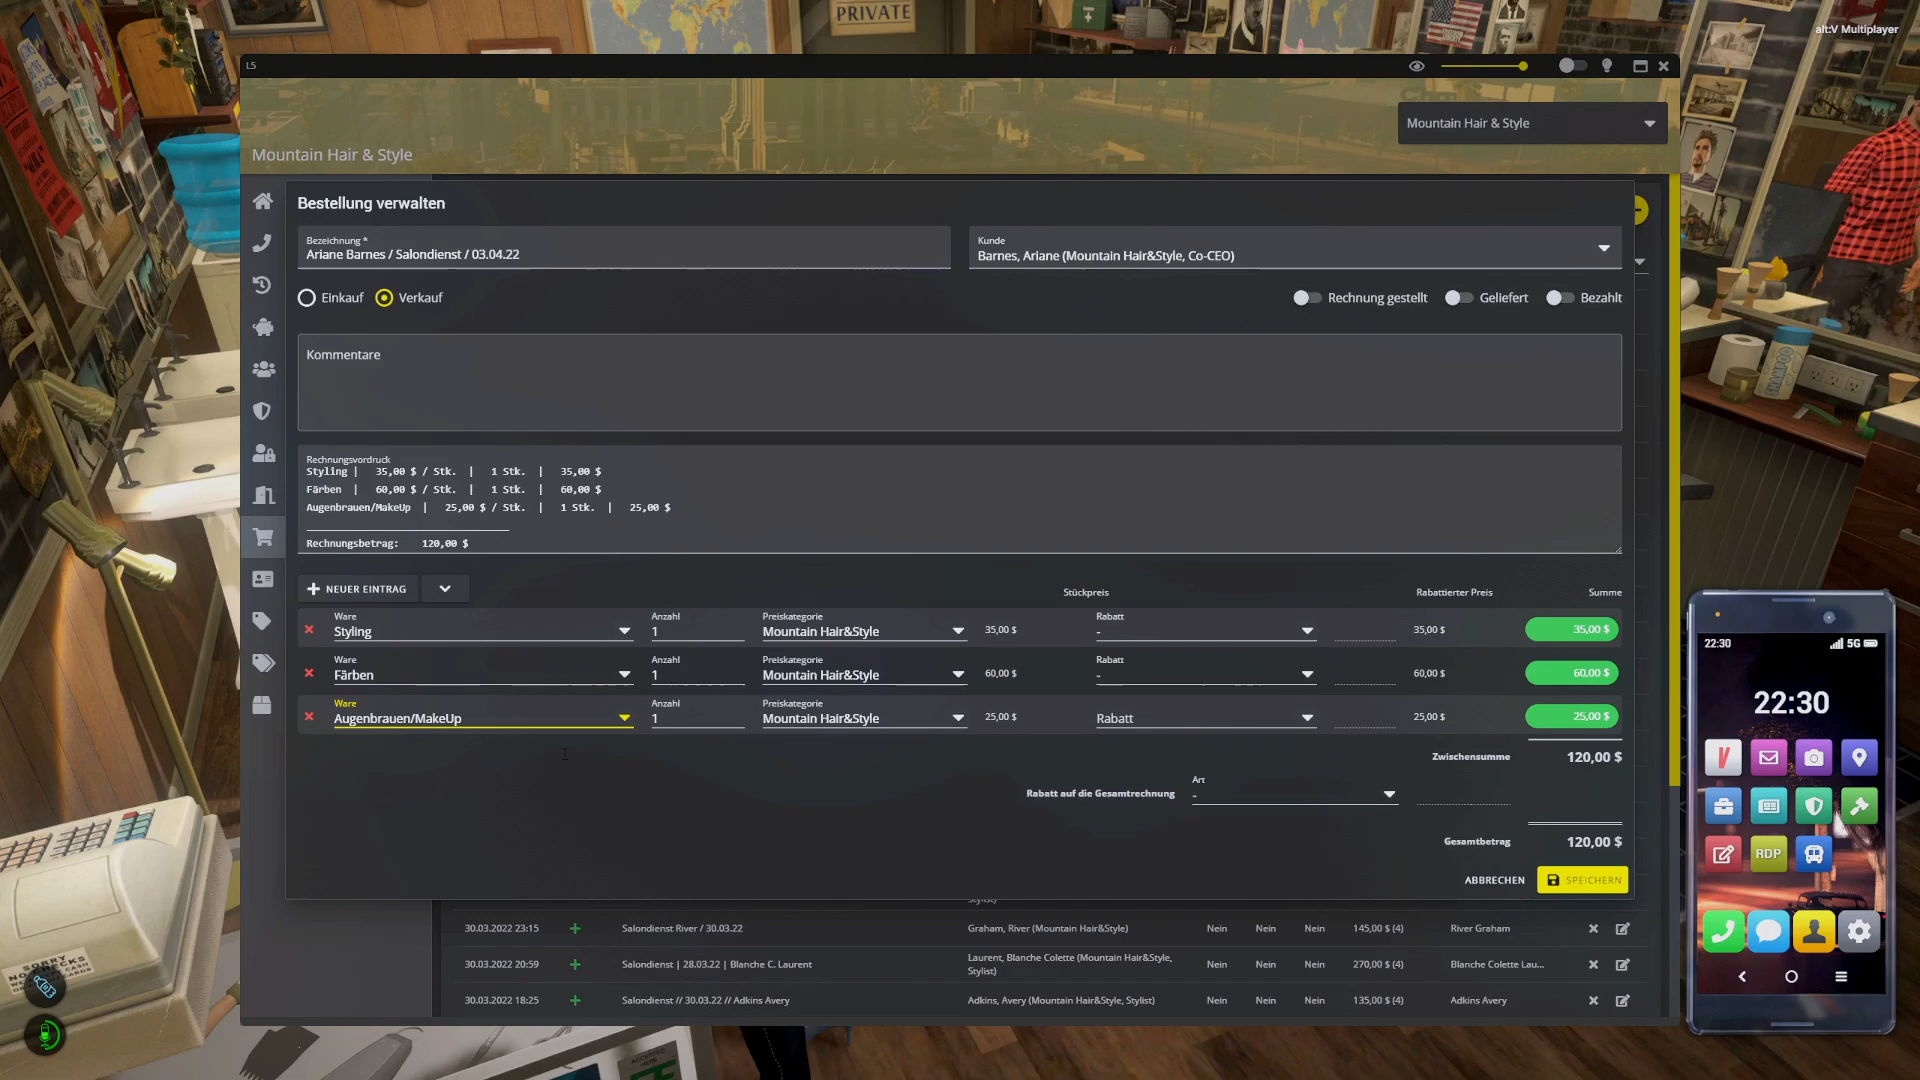 PRIVATE
alt:V Multiplayer
L5
Mountain Hair & Style
Mountain Hair & Style
Bestellung verwalten
Bezeichnung *
Ariane Barnes / Salondienst / 03.04.22
Kunde
Barnes, Ariane (Mountain Hair&Style, Co-CEO)
Einkauf
Verkauf
Rechnung gestellt
Geliefert
Bezahlt
Kommentare
Rechnungsvordruck
Styling | 35,00 $ / Stk. | 1 Stk. | 35,00 $
Färben | 60,00 $ / Stk. | 1 Stk. | 60,00 $
Augenbrauen/MakeUp | 25,00 $ / Stk. | 1 Stk. | 25,00 $
Rechnungsbetrag: 120,00 $
NEUER EINTRAG
Stückpreis
Rabattierter Preis
Summe
Ware Anzahl Preiskategorie Rabatt
Styling 1 Mountain Hair&Style 35,00 $ - 35,00 $ 35,00 $
Ware Anzahl Preiskategorie Rabatt
Färben 1 Mountain Hair&Style 60,00 $ - 60,00 $ 60,00 $
Ware Anzahl Preiskategorie
Augenbrauen/MakeUp 1 Mountain Hair&Style 25,00 $ Rabatt 25,00 $ 25,00 $
Zwischensumme 120,00 $
Art
Rabatt auf die Gesamtrechnung -
Gesamtbetrag 120,00 $
ABBRECHEN
SPEICHERN
30.03.2022 23:15 Salondienst River / 30.03.22 Graham, River (Mountain Hair&Style) Nein Nein Nein 145,00 $ (4) River Graham
30.03.2022 20:59 Salondienst | 28.03.22 | Blanche C. Laurent Laurent, Blanche Colette (Mountain Hair&Style, Nein Nein Nein 270,00 $ (4) Blanche Colette Lau...
Stylist)
30.03.2022 18:25 Salondienst // 30.03.22 // Adkins Avery Adkins, Avery (Mountain Hair&Style, Stylist) Nein Nein Nein 135,00 $ (4) Adkins Avery
22:30
5G
22:30
RDP
SHAMPOO
SORRY
NO CHECKS